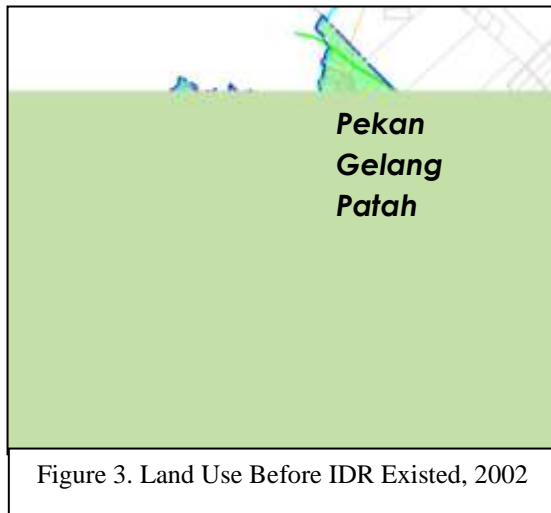 Pekan
Gelang
Patah
Figure 3. Land Use Before IDR Existed, 2002